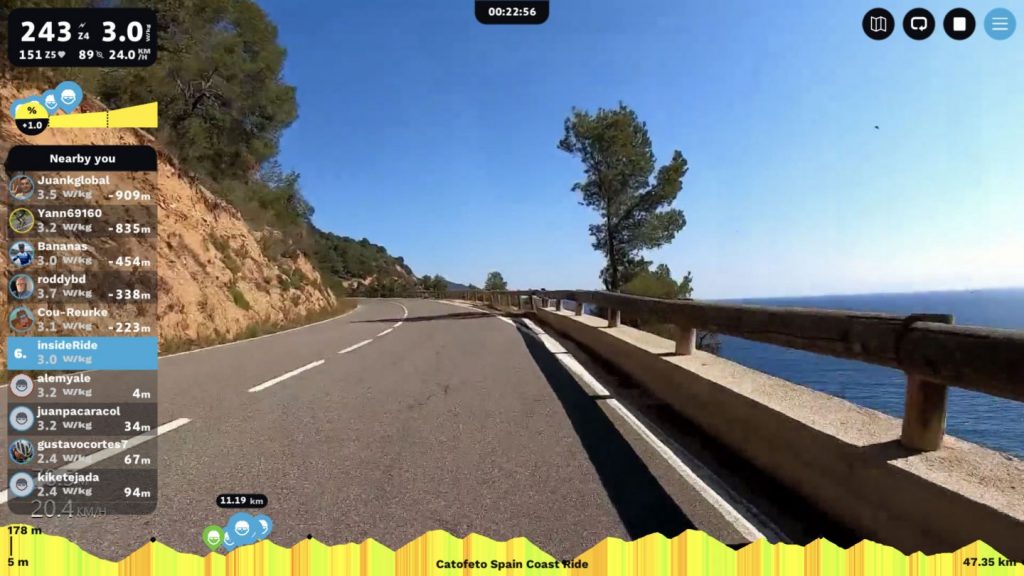 00:22:56
243 Z4 3.0 W/KG
151 Z5 89 24.0 KM/H
%
+1.0
Nearby you
Juankglobal
3.5 W/kg -909m
Yann69160
3.2 W/kg -835m
Bananas
3.0 W/kg -454m
roddybd
3.7 W/kg -338m
Cou-Reurke
3.1 W/kg -223m
6. insideRide
3.0 W/kg
alemyale
3.2 W/kg 4m
juanpacaracol
3.2 W/kg 34m
gustavocortes7
2.4 W/kg 67m
kiketejada
2.4 W/kg 94m
20.4 KM/H
11.19 km
178 m
5 m
Catofeto Spain Coast Ride
47.35 km